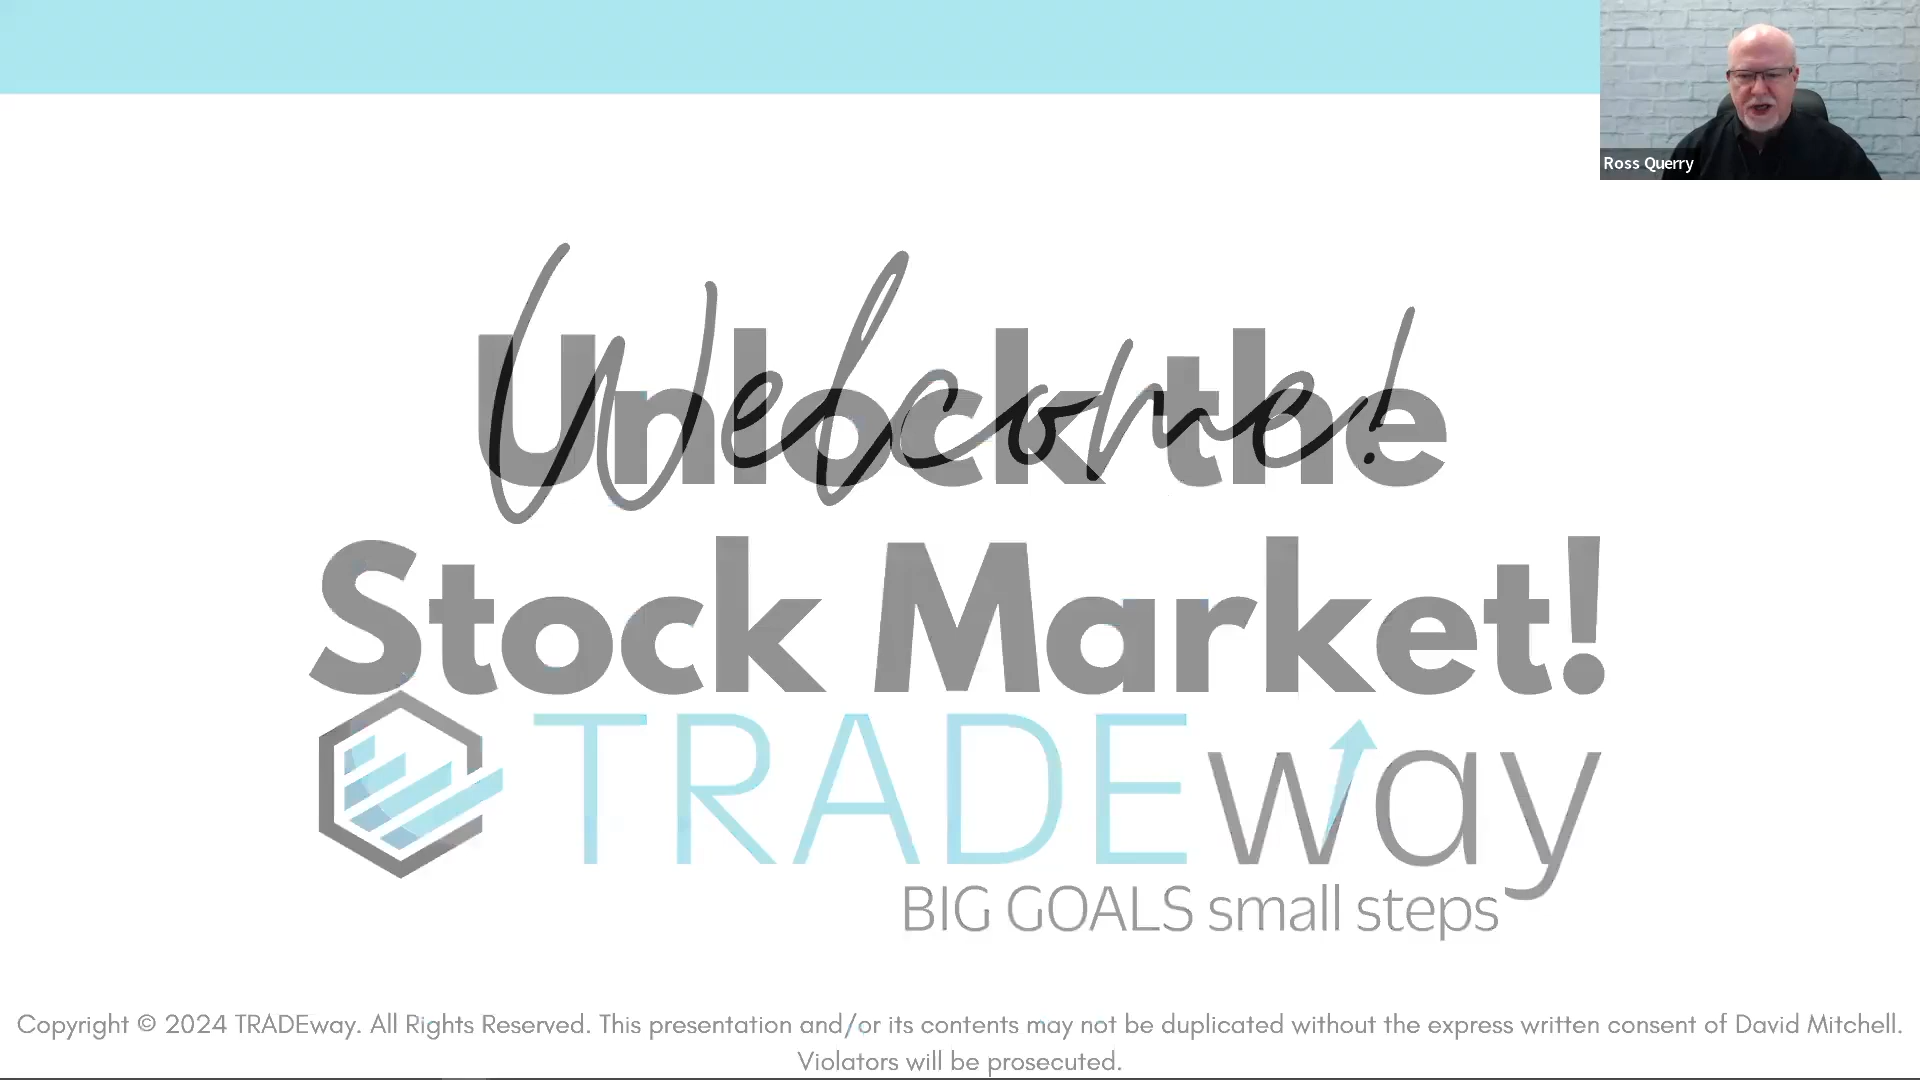 Ross Querry
Welcome!
Unlock the
Stock Market!
TRADEway
BIG GOALS small steps
Copyright © 2024 TRADEway. All Rights Reserved. This presentation and/or its contents may not be duplicated without the express written consent of David Mitchell.
Violators will be prosecuted.